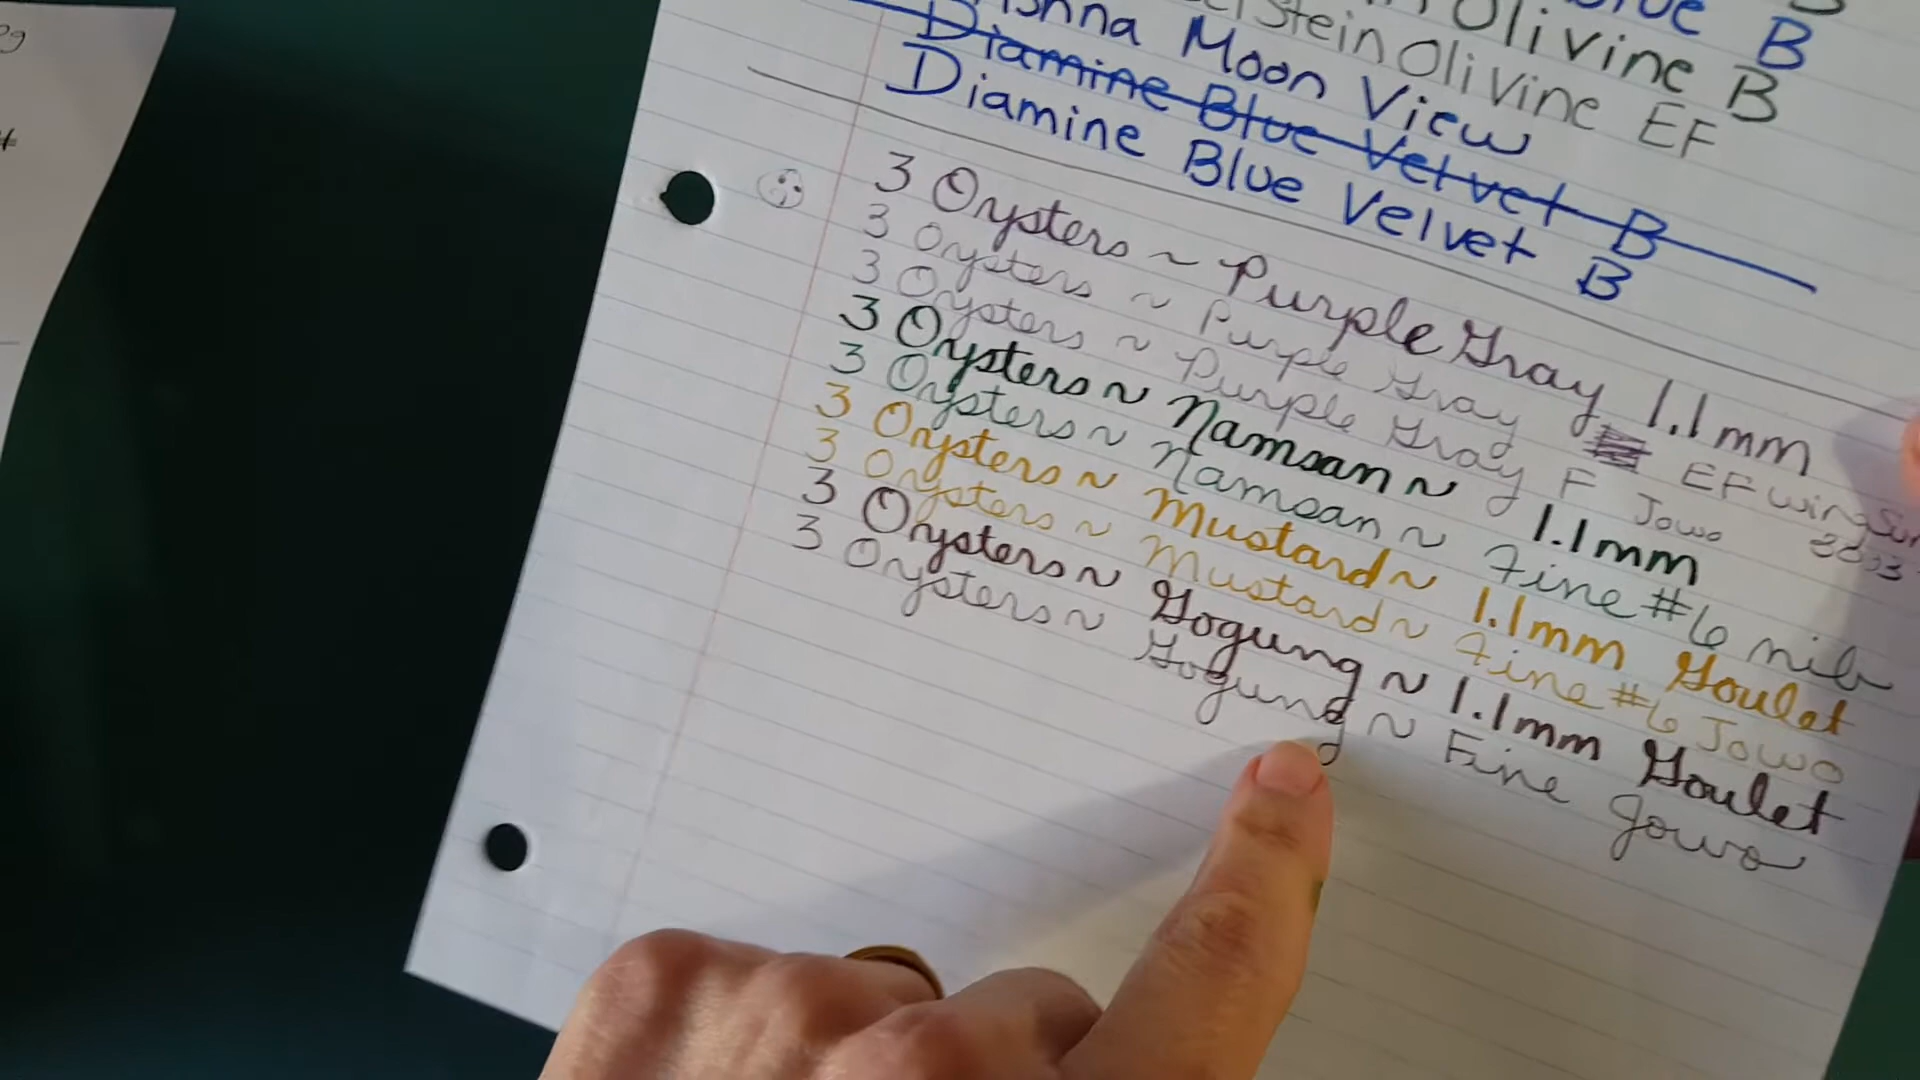 Blue B
Olivine B
Stein Olivine EF
Moon View
Diamine Blue Velvet B
Diamine Blue Velvet B
3 Oysters ~ Purple Gray 1.1mm
3 Oysters ~ Purple Gray EF WingSun
3 Oysters ~ Purple Gray F Jowo
3 Oysters ~ Namsan ~ 1.1mm
3 Oysters ~ Namsan ~ Fine #6 nib
3 Oysters ~ Mustard ~ 1.1mm Goulet
3 Oysters ~ Mustard ~ Fine #6 Jowo
3 Oysters ~ Gogung ~ 1.1mm Goulet
3 Oysters ~ Gogung ~ Fine Jowo